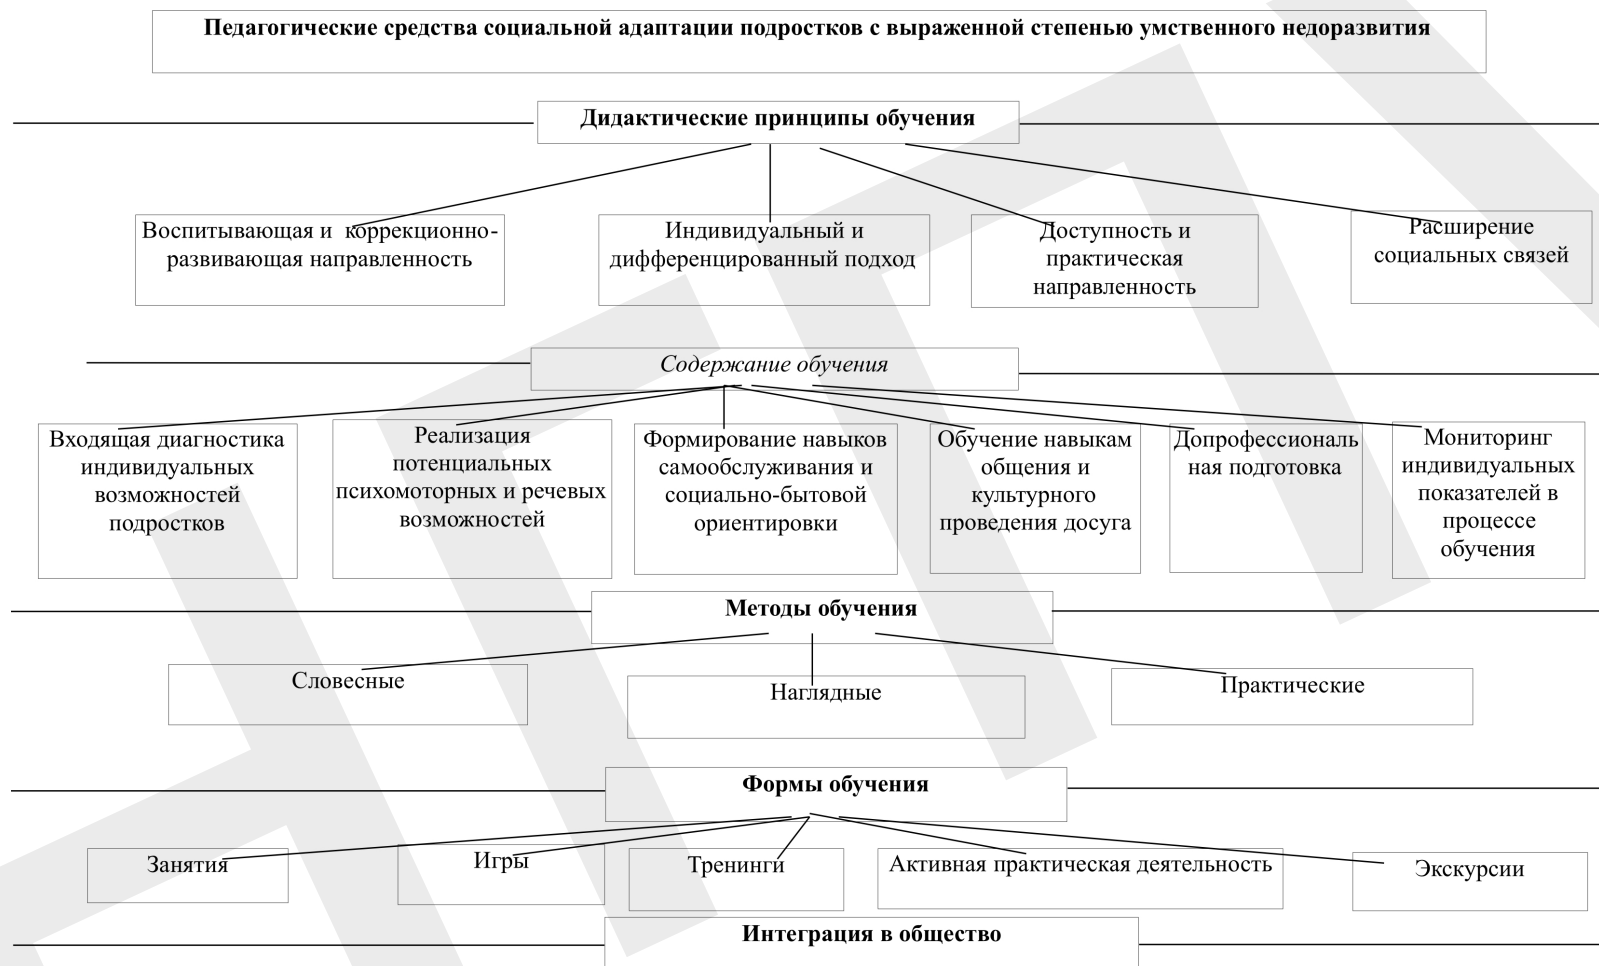 Педагогические средства социальной адаптации подростков с выраженной степенью умственного недоразвития
Дидактические принципы обучения
Воспитывающая и коррекционно-
развивающая направленность
Индивидуальный и
дифференцированный подход
Доступность и
практическая
направленность
Расширение
социальных связей
Содержание обучения
Входящая диагностика
индивидуальных
возможностей
подростков
Реализация
потенциальных
психомоторных и речевых
возможностей
Формирование навыков
самообслуживания и
социально-бытовой
ориентировки
Обучение навыкам
общения и
культурного
проведения досуга
Допрофессиональ
ная подготовка
Мониторинг
индивидуальных
показателей в
процессе
обучения
Методы обучения
Словесные
Наглядные
Практические
Формы обучения
Занятия
Игры
Тренинги
Активная практическая деятельность
Экскурсии
Интеграция в общество